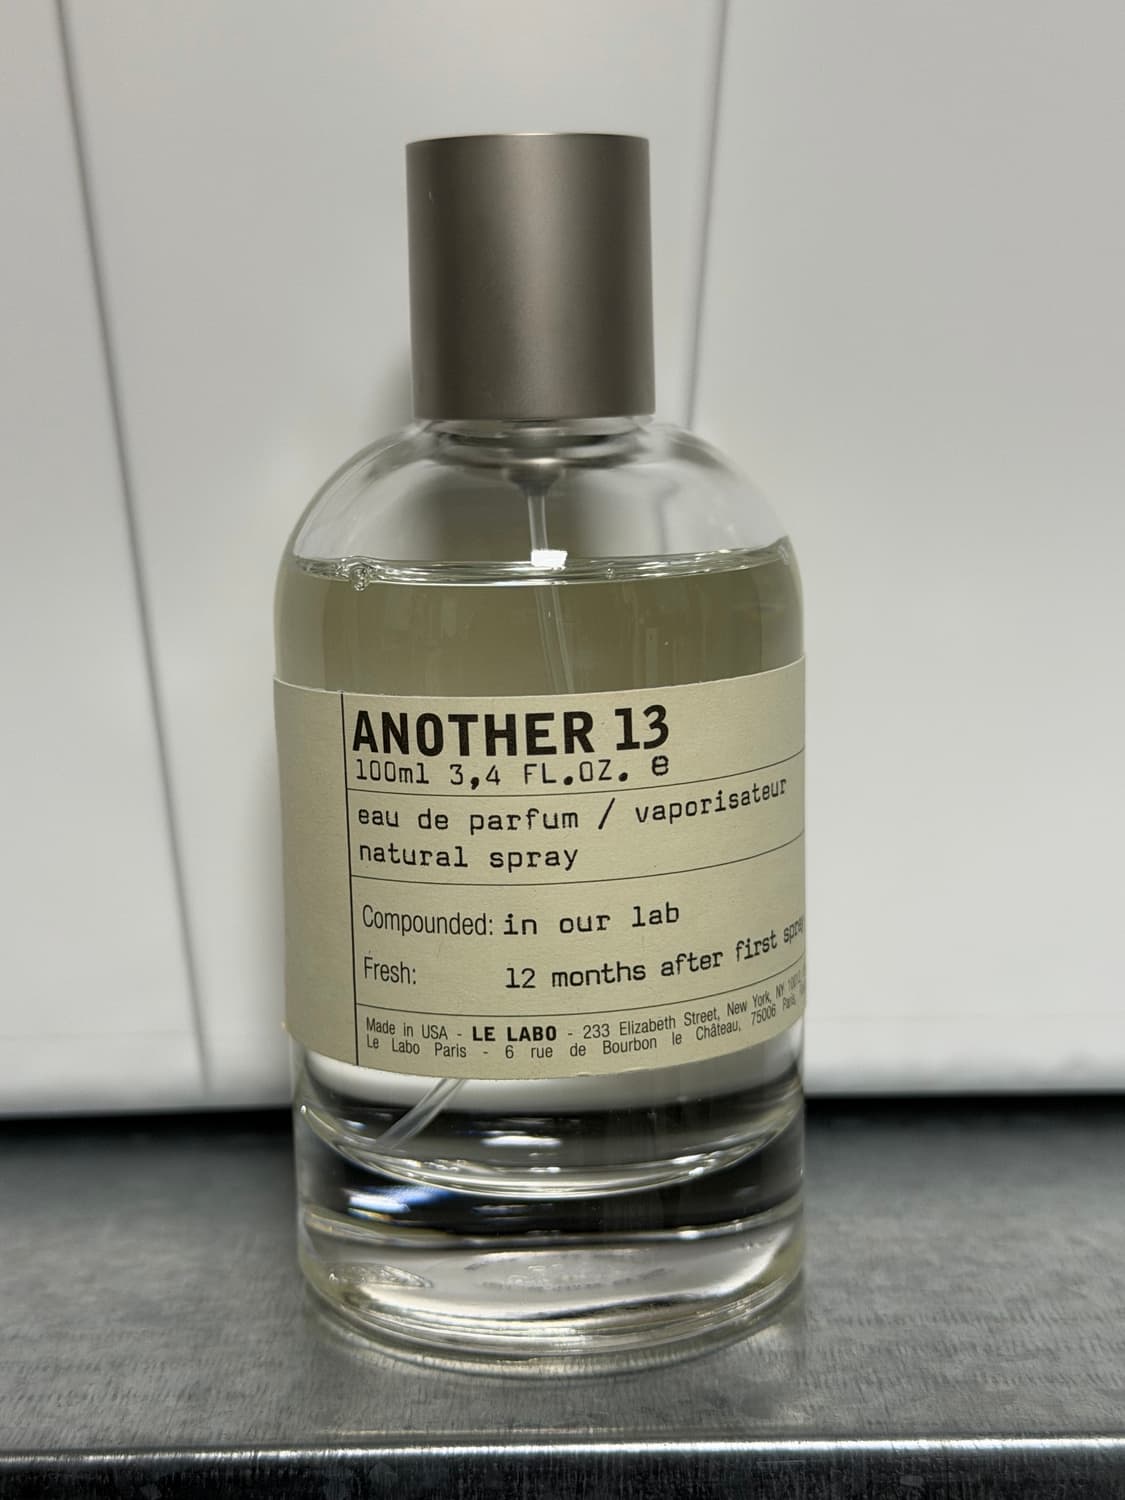 ANOTHER 13
100ml 3,4 FL.OZ. e
eau de parfum / vaporisateur
natural spray
Compounded: in our lab
Fresh: 12 months after first
Made in USA - LE LABO - 233 Elizabeth Street, New York, NY
Le Labo Paris - 6 rue de Bourbon le Château, 75006 Paris,